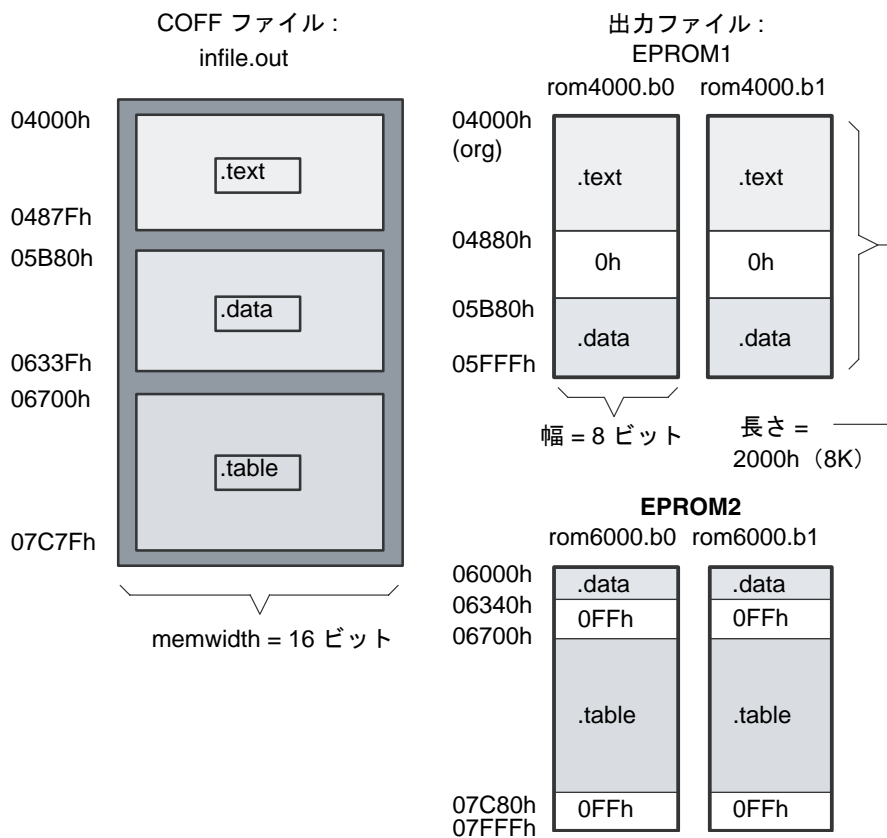 COFF ファイル :
infile.out
04000h
.text
0487Fh
05B80h
.data
0633Fh
06700h
.table
07C7Fh
memwidth = 16 ビット
出力ファイル :
EPROM1
rom4000.b0 rom4000.b1
04000h
(org)
.text .text
04880h
0h 0h
05B80h
.data .data
05FFFh
幅 = 8 ビット
長さ =
2000h（8K）
EPROM2
rom6000.b0 rom6000.b1
06000h
.data .data
06340h
0FFh 0FFh
06700h
.table .table
07C80h
0FFh 0FFh
07FFFh